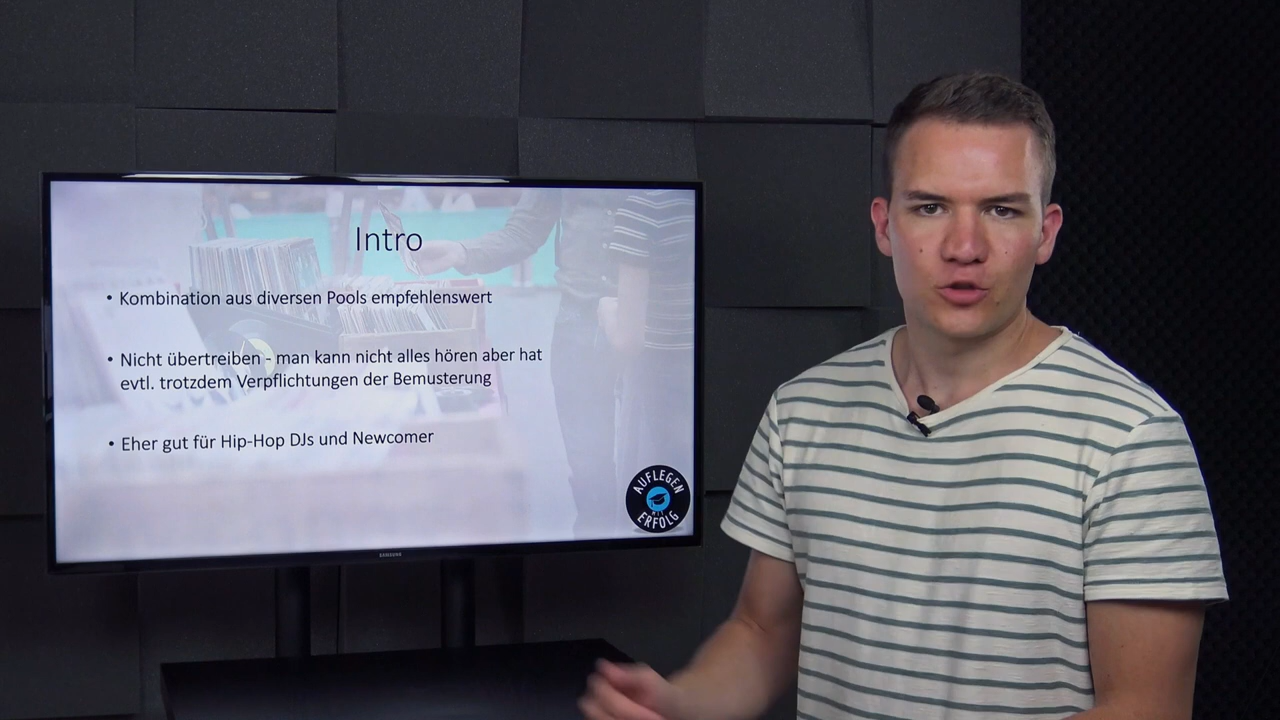 Intro
• Kombination aus diversen Pools empfehlenswert
• Nicht übertreiben - man kann nicht alles hören aber hat
evtl. trotzdem Verpflichtungen der Bemusterung
• Eher gut für Hip-Hop DJs und Newcomer
AUFLEGEN
MIT
ERFOLG
SAMSUNG